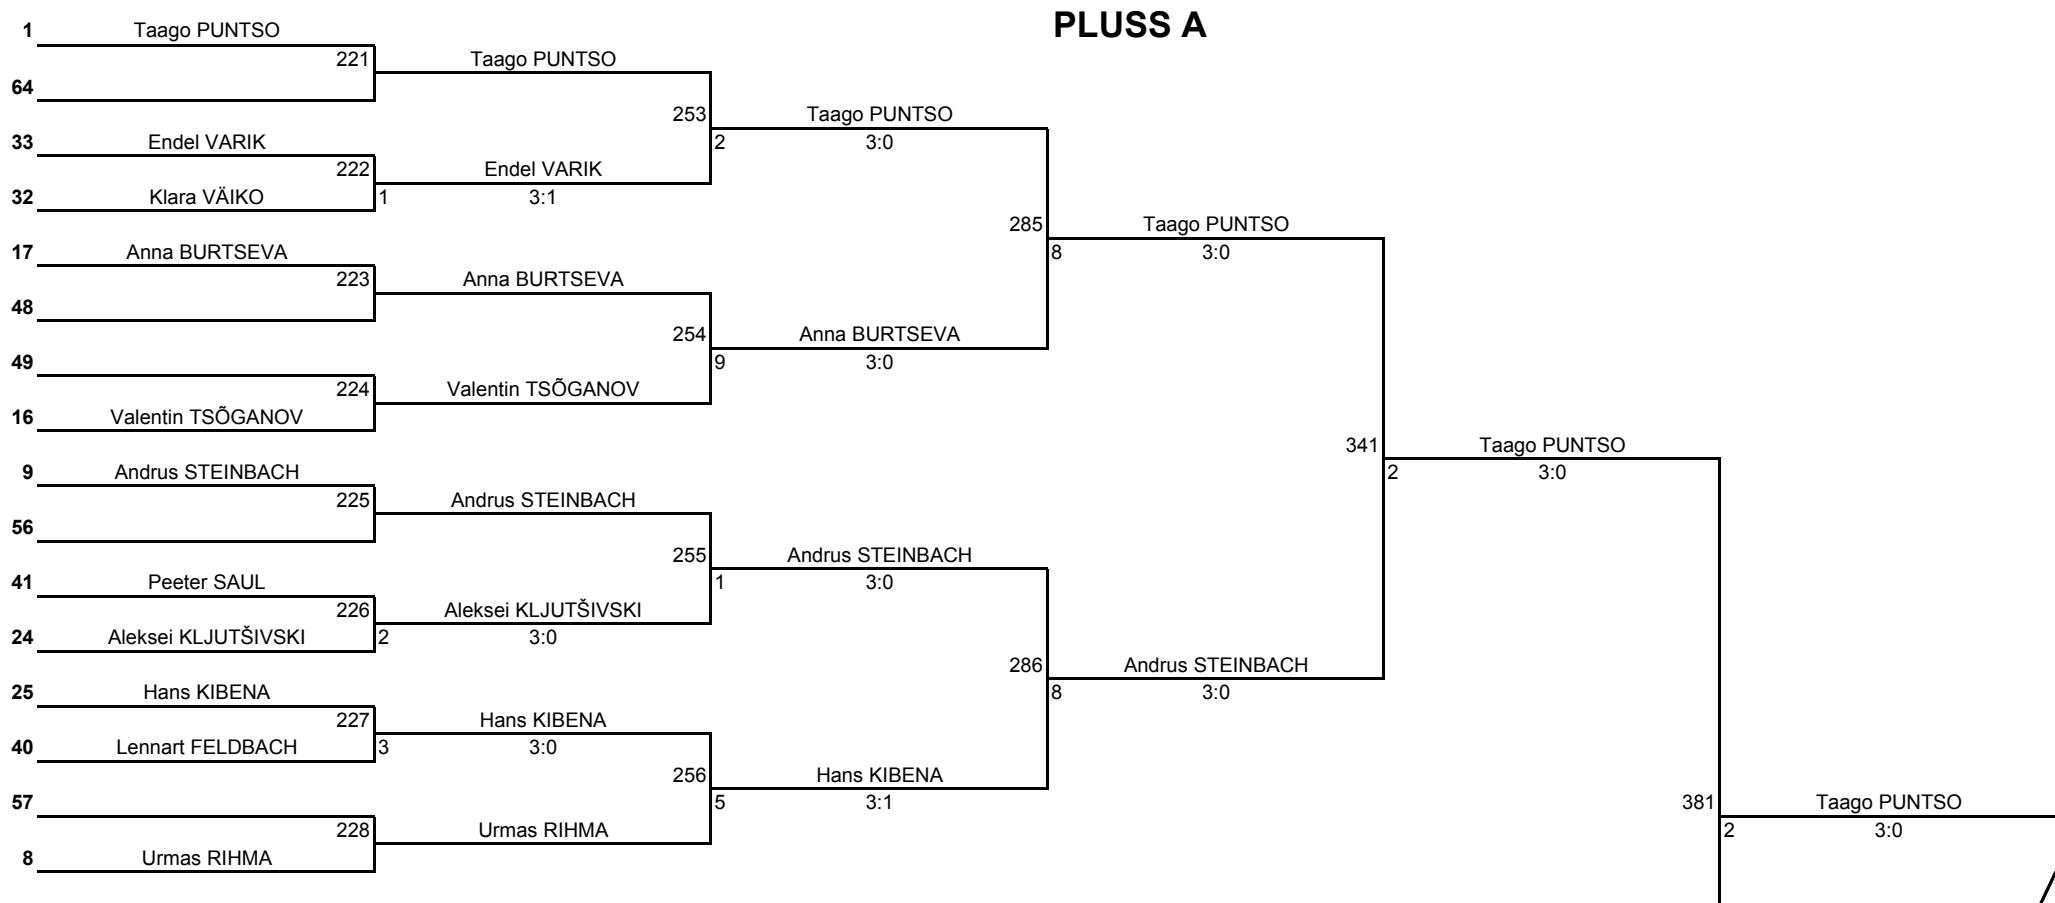 PLUSS A
1 Taago PUNTSO
221 Taago PUNTSO
64
253 Taago PUNTSO
33 Endel VARIK
2 3:0
222 Endel VARIK
32 Klara VÄIKO
1 3:1
285 Taago PUNTSO
17 Anna BURTSEVA
8 3:0
223 Anna BURTSEVA
48
254 Anna BURTSEVA
49
9 3:0
224 Valentin TSÕGANOV
16 Valentin TSÕGANOV
341 Taago PUNTSO
9 Andrus STEINBACH
2 3:0
225 Andrus STEINBACH
56
255 Andrus STEINBACH
41 Peeter SAUL
1 3:0
226 Aleksei KLJUTŠIVSKI
24 Aleksei KLJUTŠIVSKI
2 3:0
286 Andrus STEINBACH
25 Hans KIBENA
8 3:0
227 Hans KIBENA
40 Lennart FELDBACH
3 3:0
256 Hans KIBENA
57
5 3:1
381 Taago PUNTSO
228 Urmas RIHMA
2 3:0
8 Urmas RIHMA